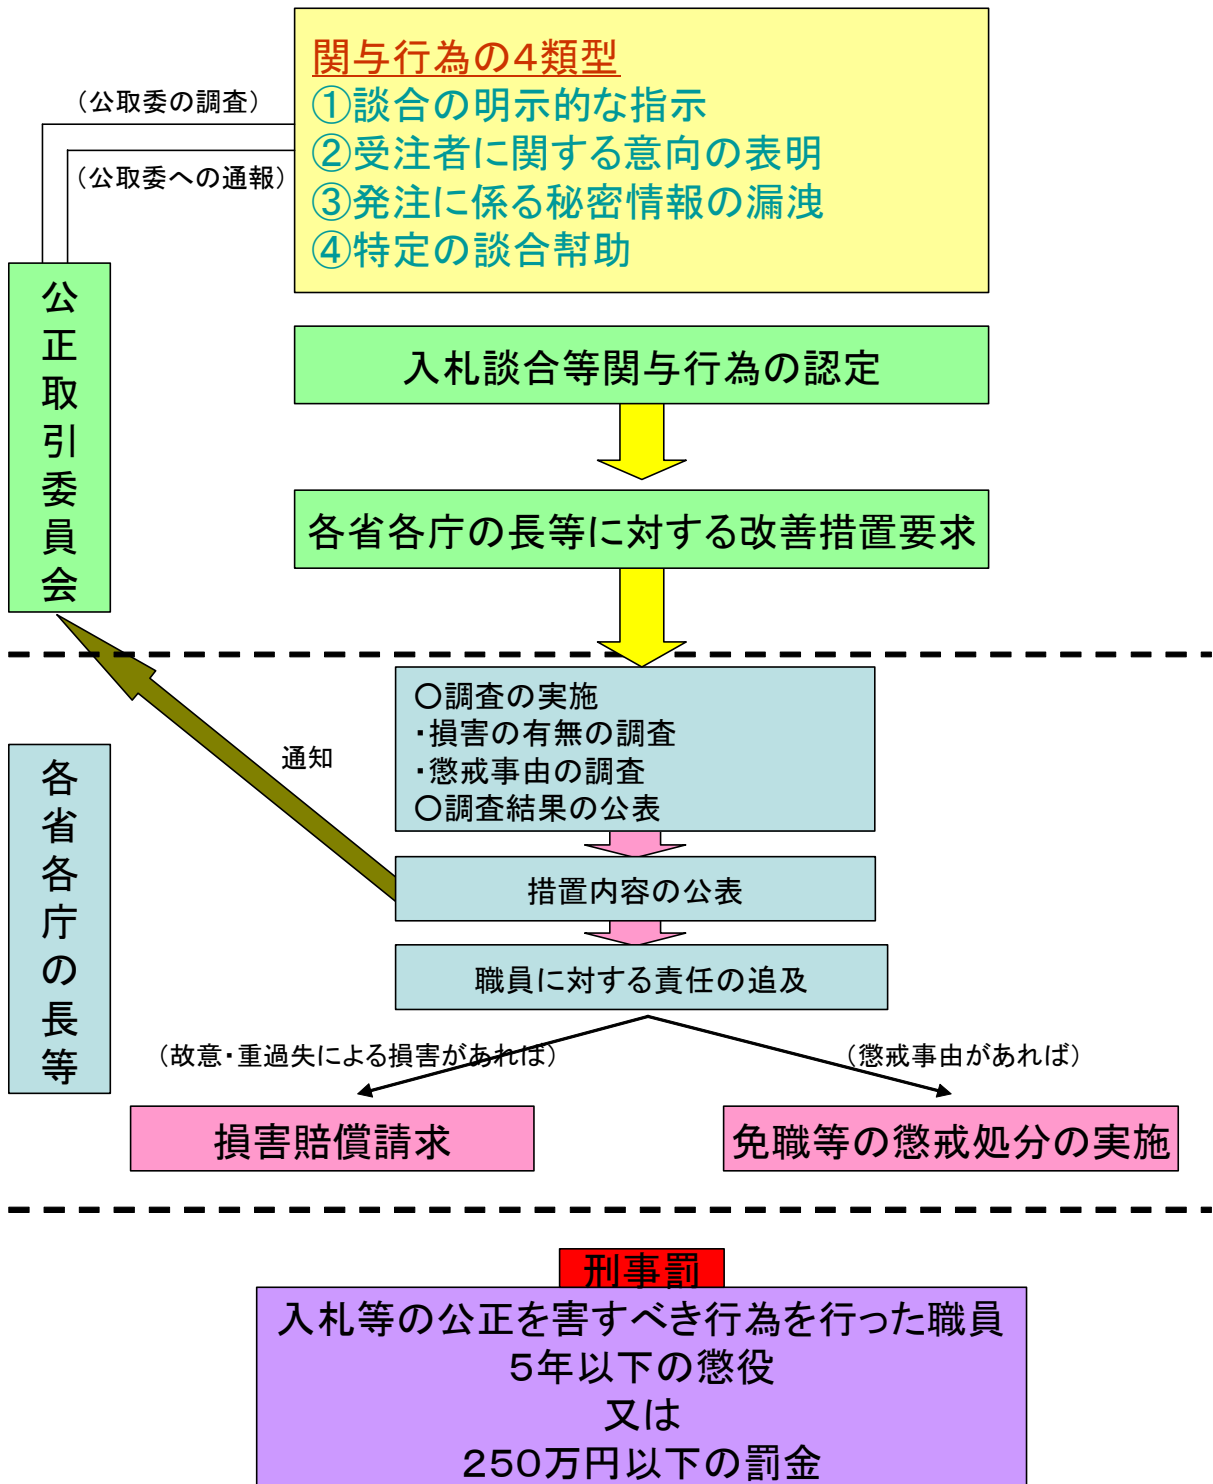 関与行為の4類型
①談合の明示的な指示
②受注者に関する意向の表明
③発注に係る秘密情報の漏洩
④特定の談合幇助
(公取委の調査)
(公取委への通報)
公正取引委員会
入札談合等関与行為の認定
各省各庁の長等に対する改善措置要求
○調査の実施
・損害の有無の調査
・懲戒事由の調査
○調査結果の公表
通知
各省各庁の長等
措置内容の公表
職員に対する責任の追及
(故意・重過失による損害があれば)
(懲戒事由があれば)
損害賠償請求
免職等の懲戒処分の実施
刑事罰
入札等の公正を害すべき行為を行った職員
5年以下の懲役
又は
250万円以下の罰金